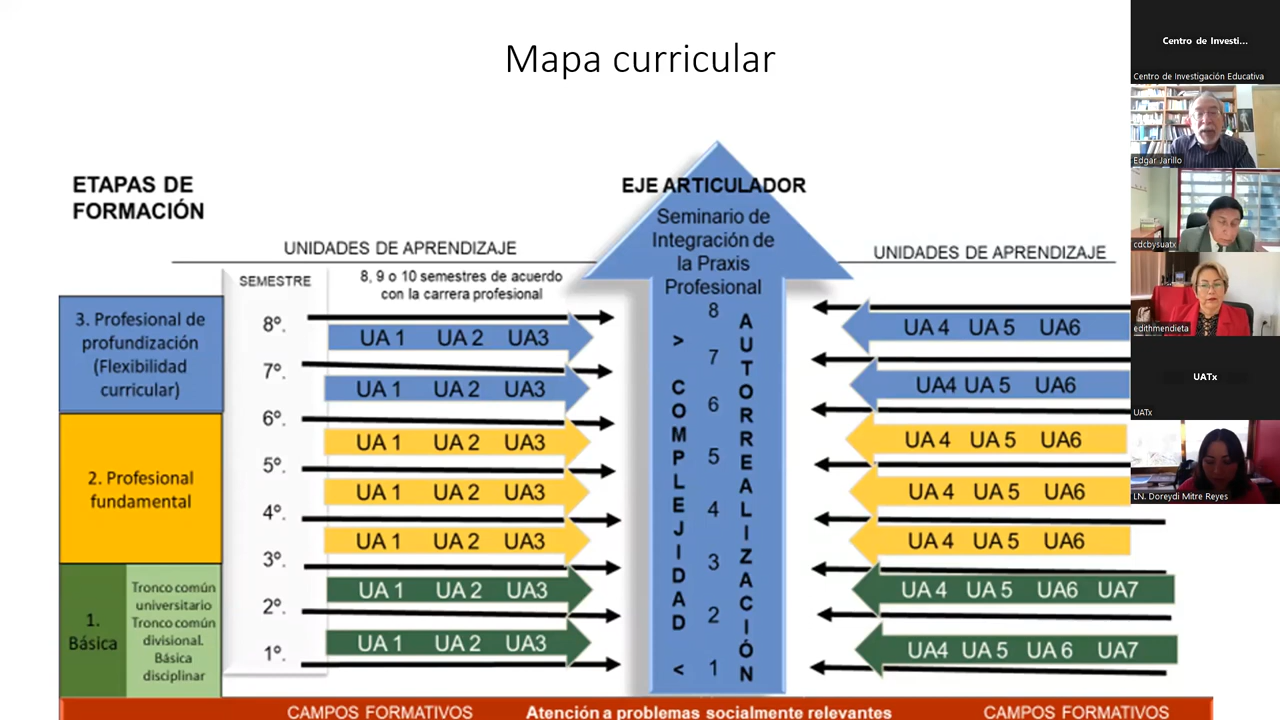 Mapa curricular
ETAPAS DE
FORMACIÓN
UNIDADES DE APRENDIZAJE
SEMESTRE
8, 9 o 10 semestres de acuerdo
con la carrera profesional
EJE ARTICULADOR
Seminario de
Integración de
la Praxis
Profesional
UNIDADES DE APRENDIZAJE
3. Profesional de
profundización
(Flexibilidad
curricular)
2. Profesional
fundamental
1.
Básica
Tronco común
universitario
Tronco común
divisional.
Básica
disciplinar
8º.
7º.
6º.
5º.
4º.
3º.
2º.
1º.
UA 1 UA 2 UA3
UA 1 UA 2 UA3
UA 1 UA 2 UA3
UA 1 UA 2 UA3
UA 1 UA 2 UA3
UA 1 UA 2 UA3
UA 1 UA 2 UA3
< COMPLEJIDAD >
8
7
6
5
4
3
2
1
AUTORREALIZACIÓN
UA 4 UA 5 UA6
UA4 UA 5 UA6
UA 4 UA 5 UA6
UA 4 UA 5 UA6
UA 4 UA 5 UA6
UA 4 UA 5 UA6 UA7
UA4 UA 5 UA 6 UA7
CAMPOS FORMATIVOS Atención a problemas socialmente relevantes CAMPOS FORMATIVOS
Centro de Investi...
Centro de Investigación Educativa
Edgar Jarillo
cdcbysuatx
edithmendieta
UATx
UATx
LN. Doreydi Mitre Reyes